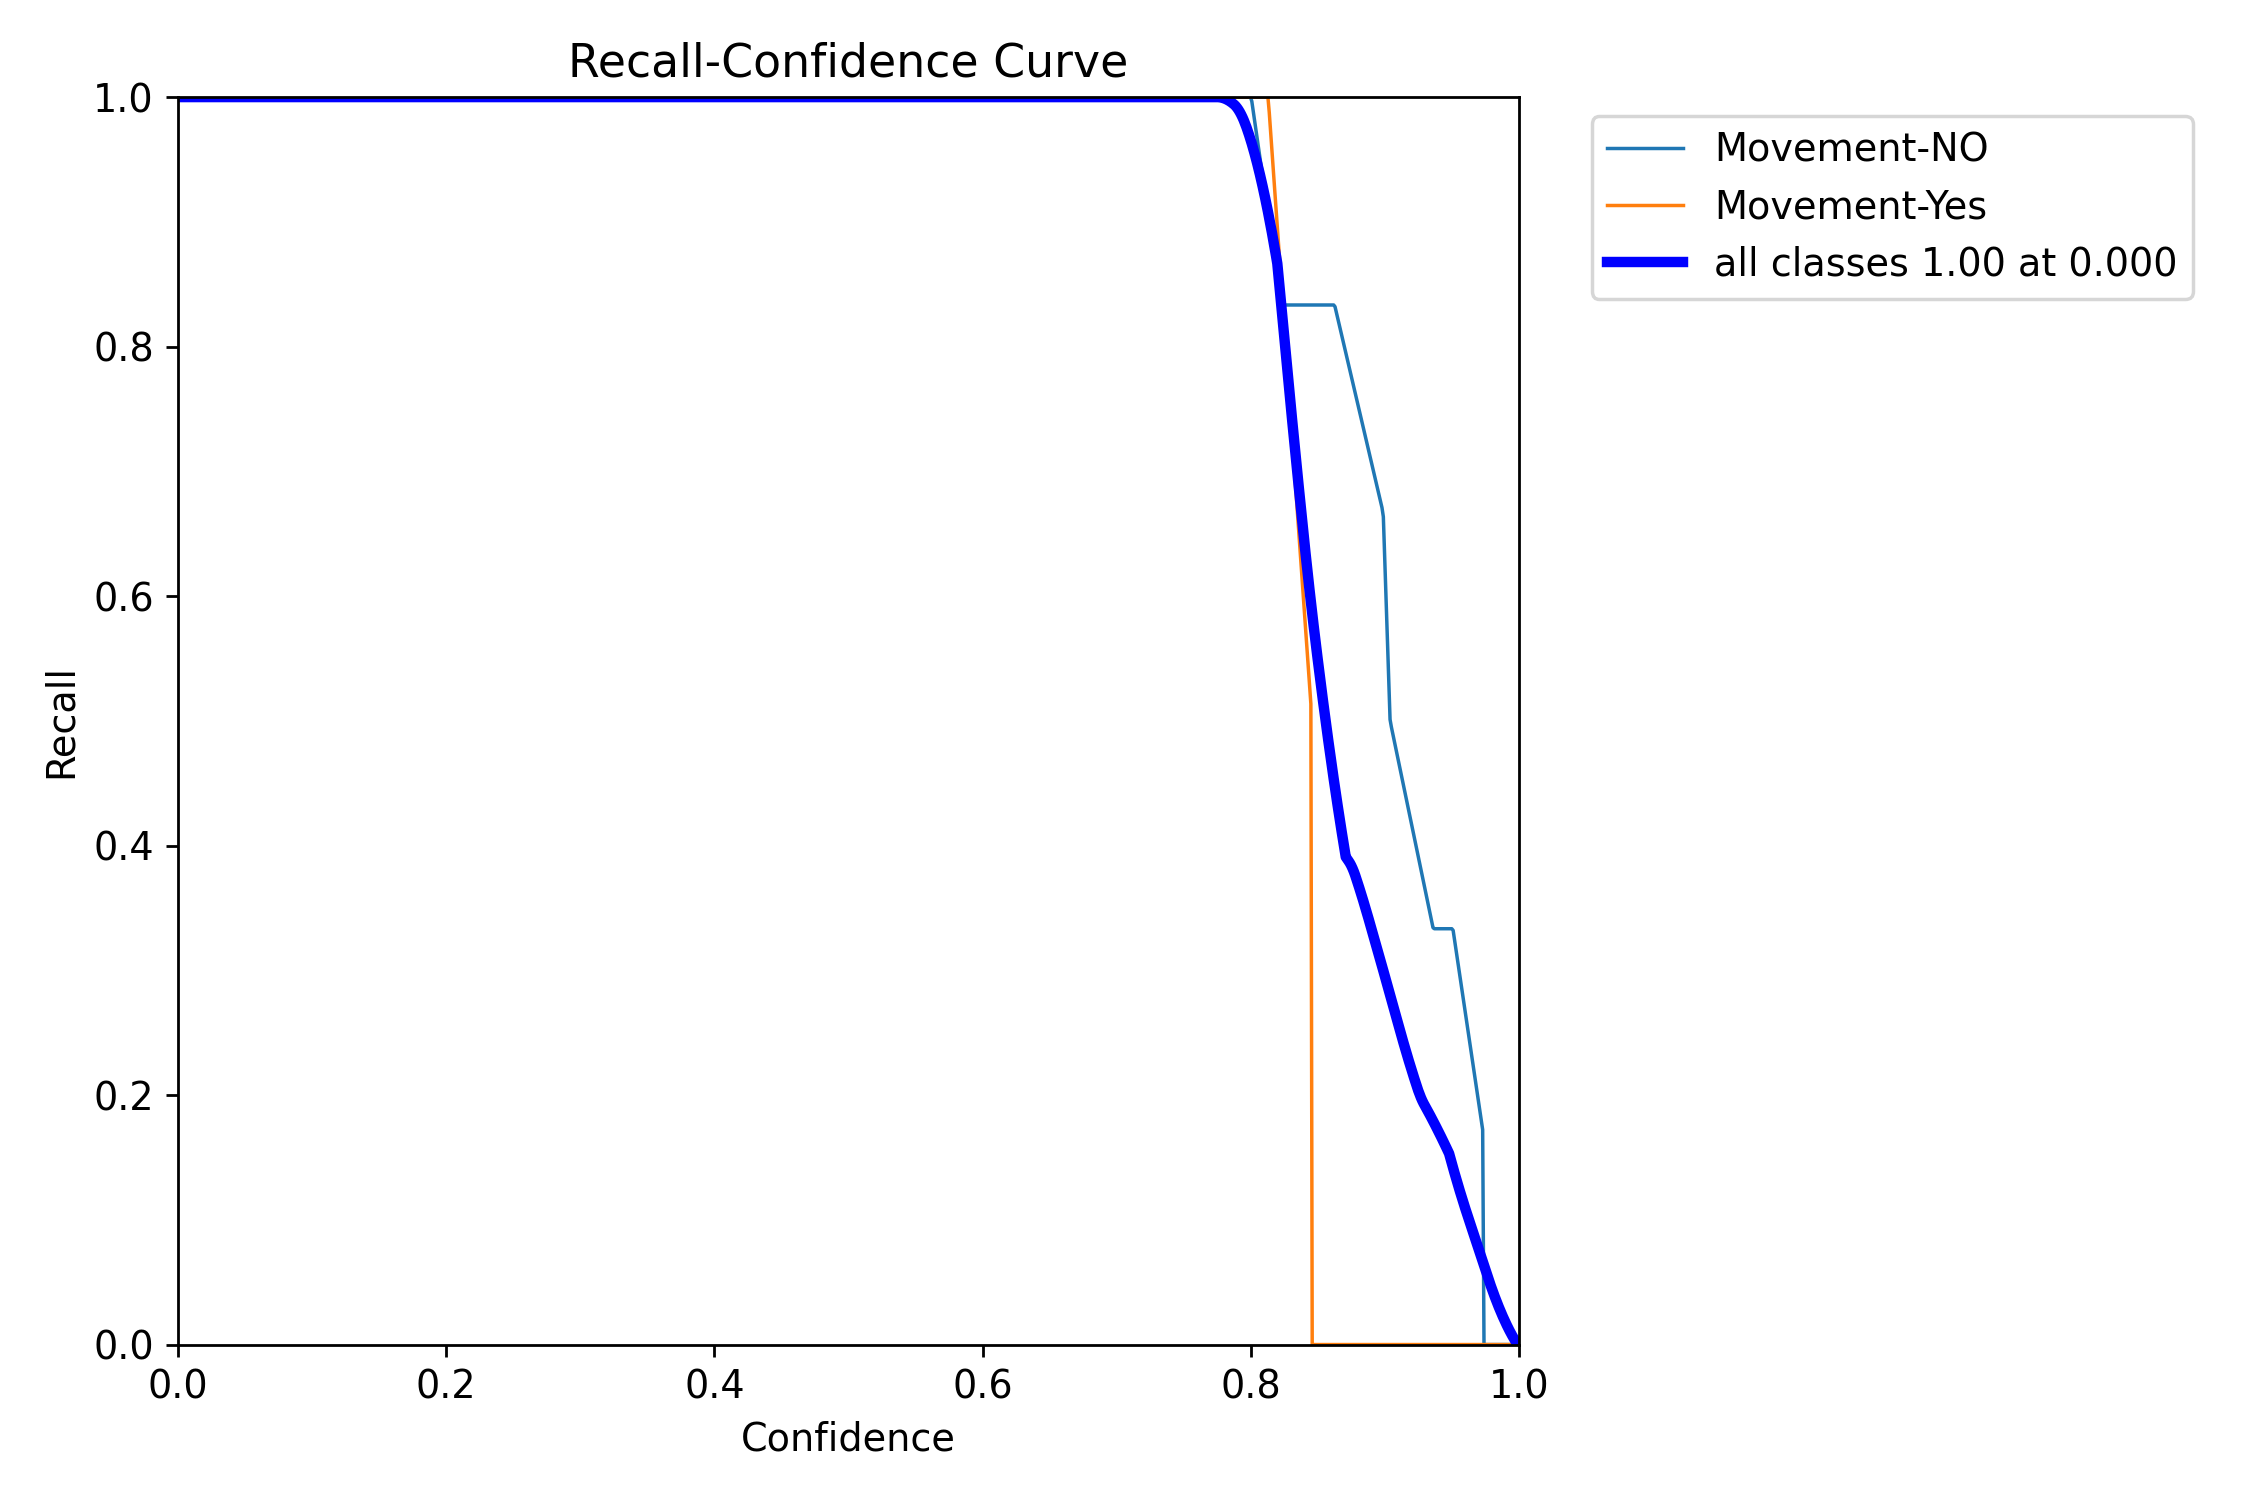 Recall-Confidence Curve
1.0
0.8
0.6
0.4
0.2
0.0
Recall
0.0 0.2 0.4 0.6 0.8 1.0
Confidence
Movement-NO
Movement-Yes
all classes 1.00 at 0.000